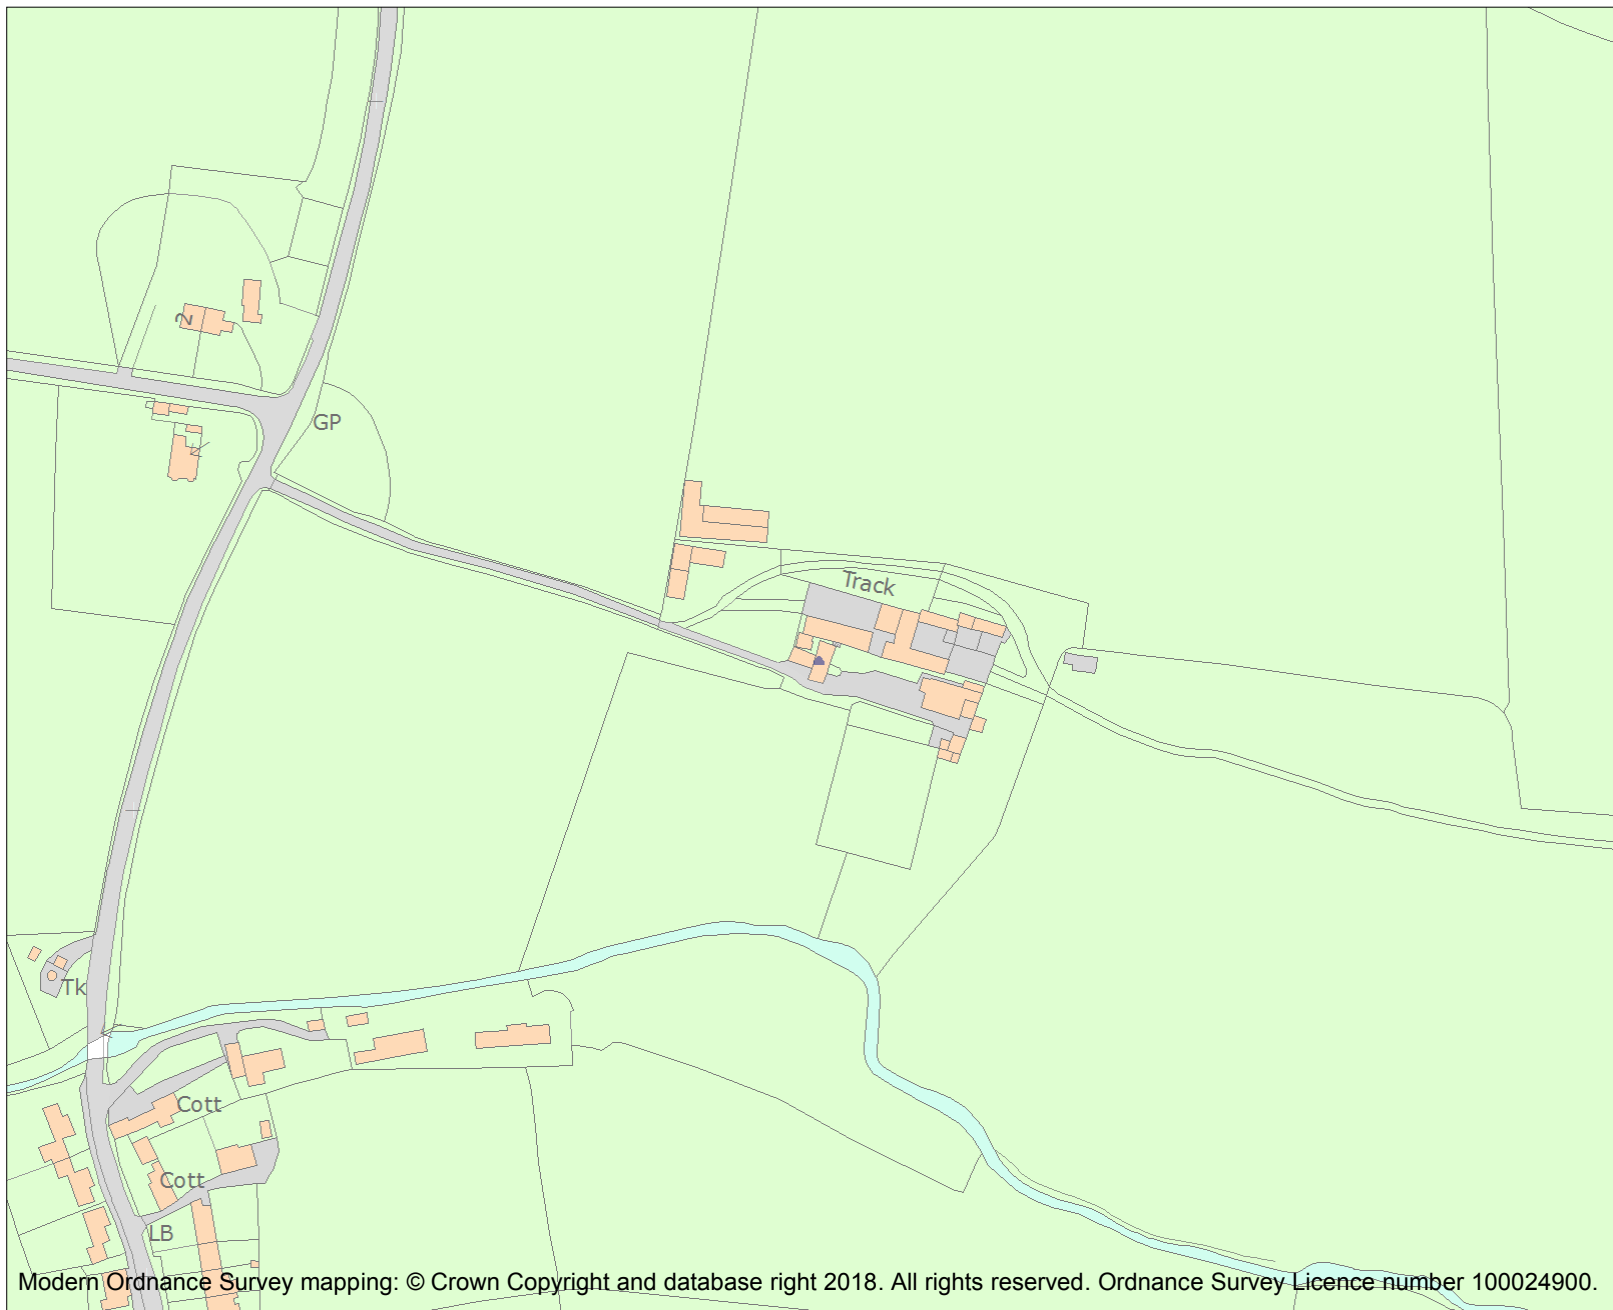 2
GP
Track
Tk
Cott
Cott
LB
Modern Ordnance Survey mapping: © Crown Copyright and database right 2018. All rights reserved. Ordnance Survey Licence number 100024900.